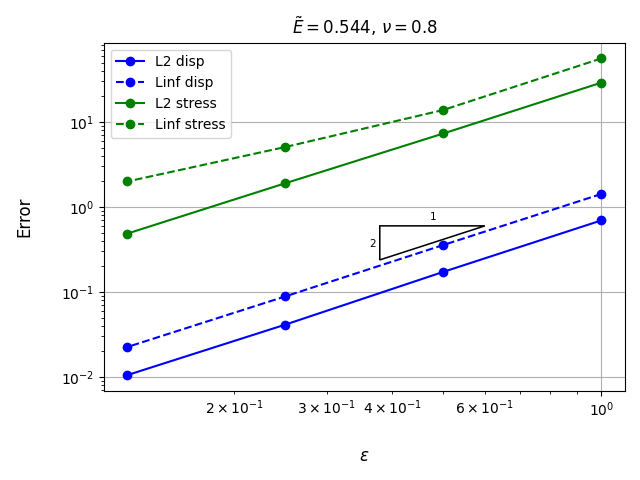 Ẽ = 0.544, ν = 0.8
L2 disp
Linf disp
L2 stress
Linf stress
10¹
10⁰
10⁻¹
10⁻²
Error
1
2
2 × 10⁻¹
3 × 10⁻¹
4 × 10⁻¹
6 × 10⁻¹
10⁰
ε